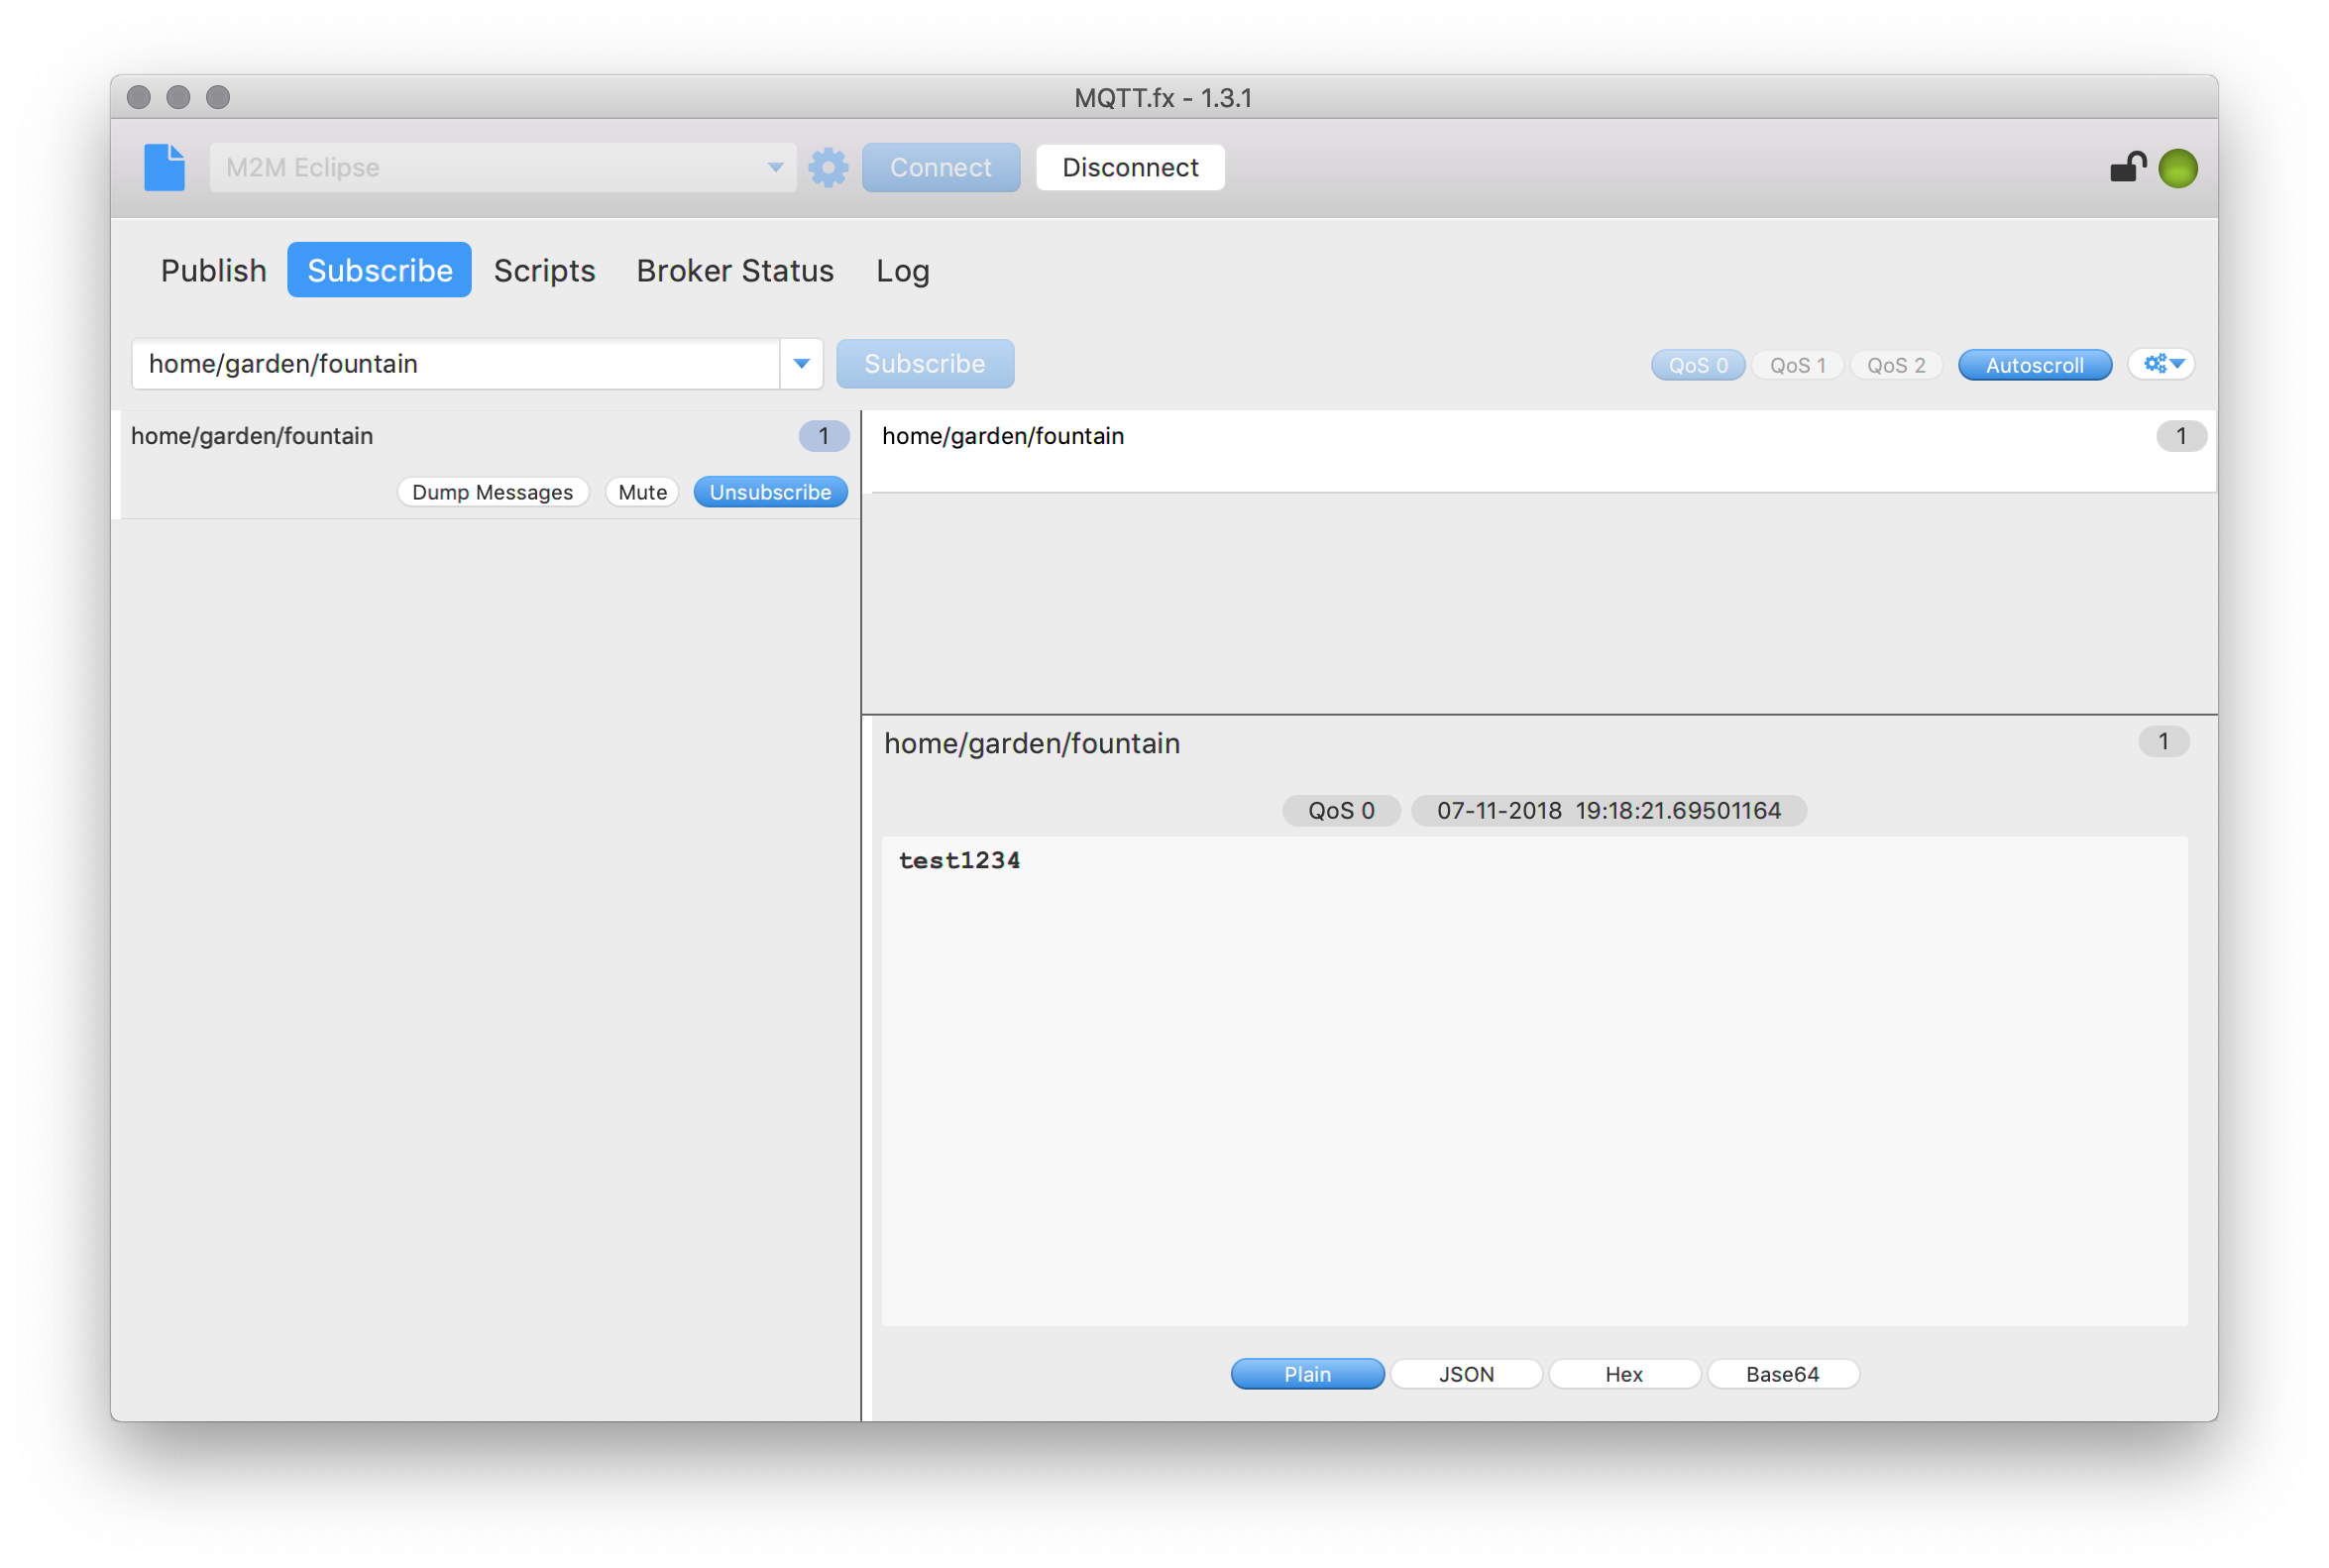 MQTT.fx - 1.3.1
M2M Eclipse Connect Disconnect
Publish Subscribe Scripts Broker Status Log
home/garden/fountain Subscribe QoS 0 QoS 1 QoS 2 Autoscroll
home/garden/fountain 1
Dump Messages Mute Unsubscribe
home/garden/fountain 1
home/garden/fountain 1
QoS 0 07-11-2018 19:18:21.69501164
test1234
Plain JSON Hex Base64